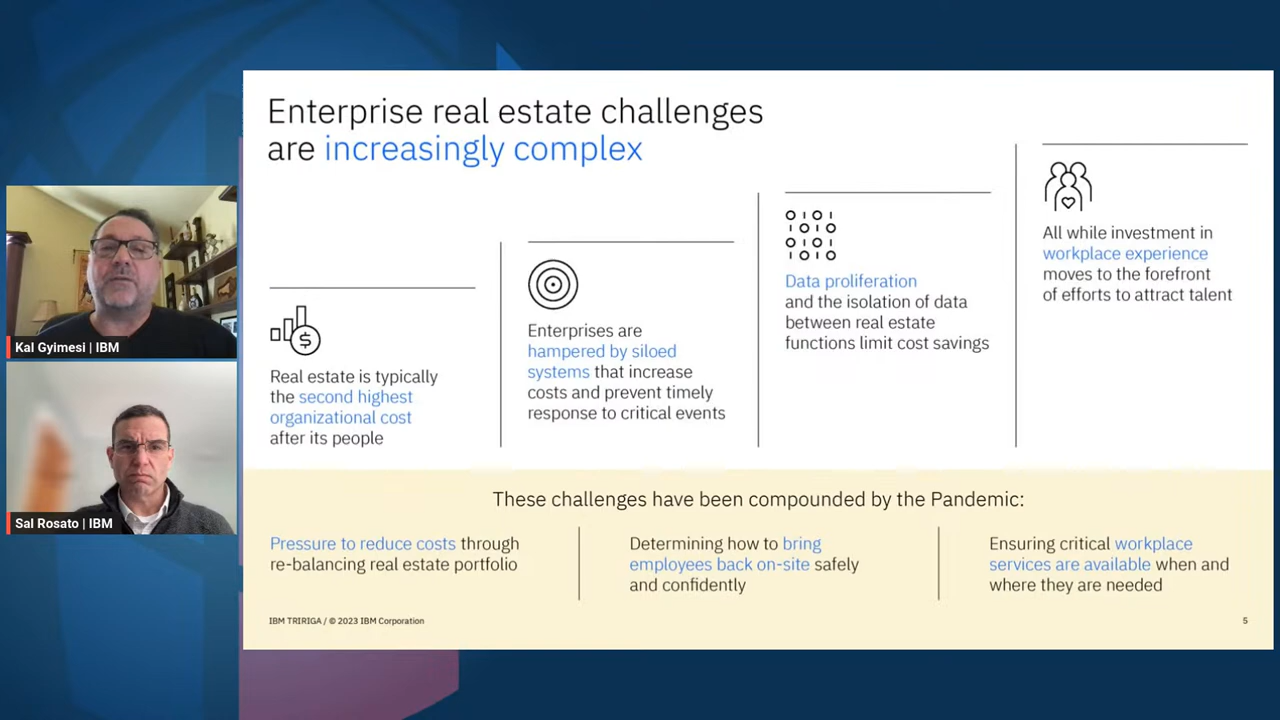 Enterprise real estate challenges
are increasingly complex
Real estate is typically
the second highest
organizational cost
after its people
Enterprises are
hampered by siloed
systems that increase
costs and prevent timely
response to critical events
Data proliferation
and the isolation of data
between real estate
functions limit cost savings
All while investment in
workplace experience
moves to the forefront
of efforts to attract talent
These challenges have been compounded by the Pandemic:
Pressure to reduce costs through
re-balancing real estate portfolio
Determining how to bring
employees back on-site safely
and confidently
Ensuring critical workplace
services are available when and
where they are needed
IBM TRIRIGA / © 2023 IBM Corporation
5
Kal Gyimesi | IBM
Sal Rosato | IBM